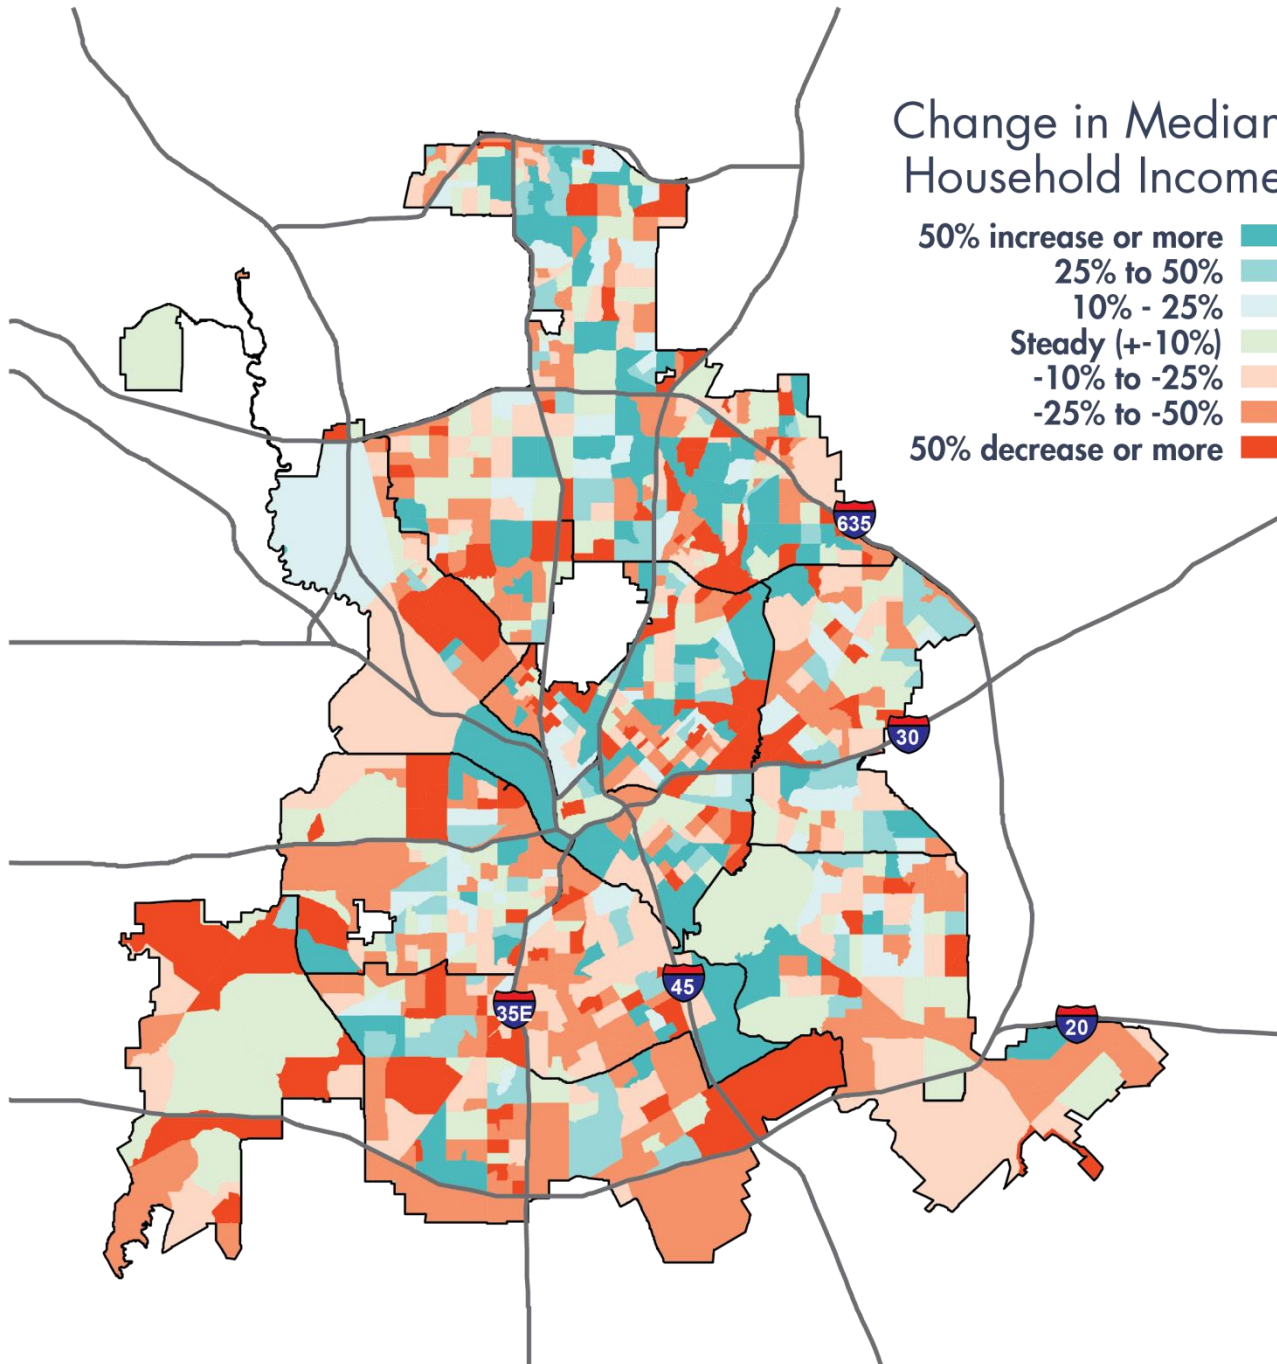 Change in Median
Household Income
50% increase or more
25% to 50%
10% - 25%
Steady (+-10%)
-10% to -25%
-25% to -50%
50% decrease or more
635
30
45
35E
20